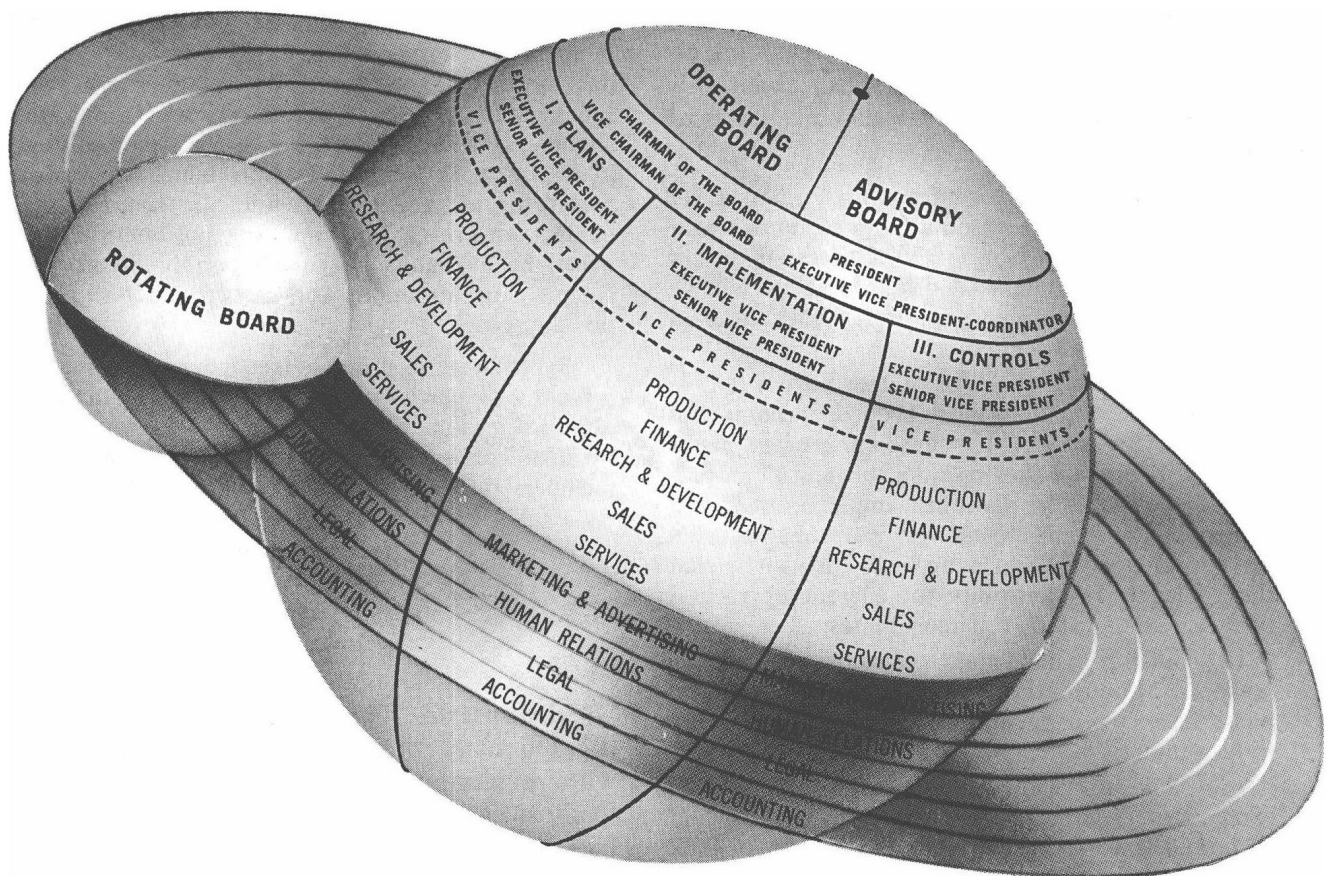 OPERATING
BOARD
ADVISORY
BOARD
CHAIRMAN OF THE BOARD
PRESIDENT
VICE CHAIRMAN OF THE BOARD
EXECUTIVE VICE PRESIDENT-COORDINATOR
I. PLANS
EXECUTIVE VICE PRESIDENT
SENIOR VICE PRESIDENT
VICE PRESIDENTS
PRODUCTION
FINANCE
RESEARCH & DEVELOPMENT
SALES
SERVICES
RELATIONS
LEGAL
ACCOUNTING
II. IMPLEMENTATION
EXECUTIVE VICE PRESIDENT
SENIOR VICE PRESIDENT
VICE PRESIDENTS
PRODUCTION
FINANCE
RESEARCH & DEVELOPMENT
SALES
SERVICES
MARKETING & ADVERTISING
HUMAN RELATIONS
LEGAL
ACCOUNTING
III. CONTROLS
EXECUTIVE VICE PRESIDENT
SENIOR VICE PRESIDENT
VICE PRESIDENTS
PRODUCTION
FINANCE
RESEARCH & DEVELOPMENT
SALES
SERVICES
HUMAN RELATIONS
LEGAL
ACCOUNTING
ROTATING BOARD